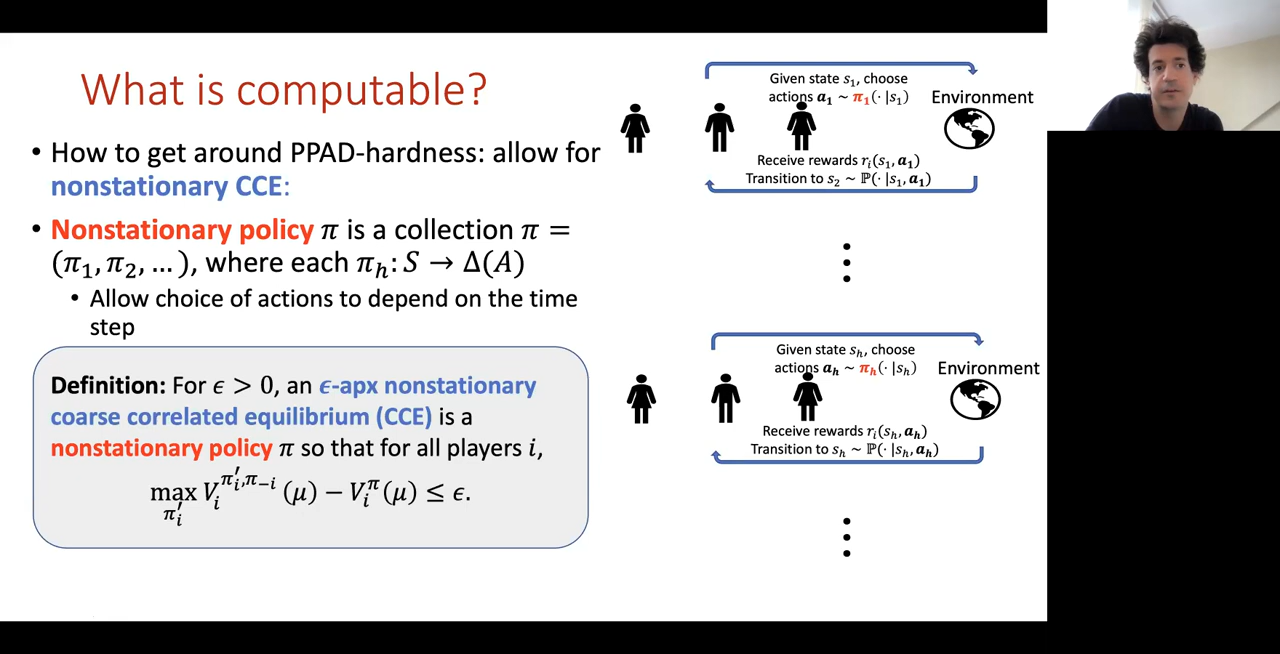 What is computable?
• How to get around PPAD-hardness: allow for
nonstationary CCE:
• Nonstationary policy π is a collection π =
(π₁, π₂, … ), where each πₕ: S → Δ(A)
• Allow choice of actions to depend on the time
step
Definition: For ϵ > 0, an ϵ-apx nonstationary
coarse correlated equilibrium (CCE) is a
nonstationary policy π so that for all players i,
max_{π′ᵢ} Vᵢ^{π′ᵢ,π₋ᵢ} (μ) − Vᵢ^π(μ) ≤ ϵ.
Given state s₁, choose
actions a₁ ~ π₁(· |s₁)
Environment
Receive rewards rᵢ(s₁, a₁)
Transition to s₂ ~ ℙ(· |s₁, a₁)
Given state sₕ, choose
actions aₕ ~ πₕ(· |sₕ)
Environment
Receive rewards rᵢ(sₕ, aₕ)
Transition to sₕ ~ ℙ(· |sₕ, aₕ)